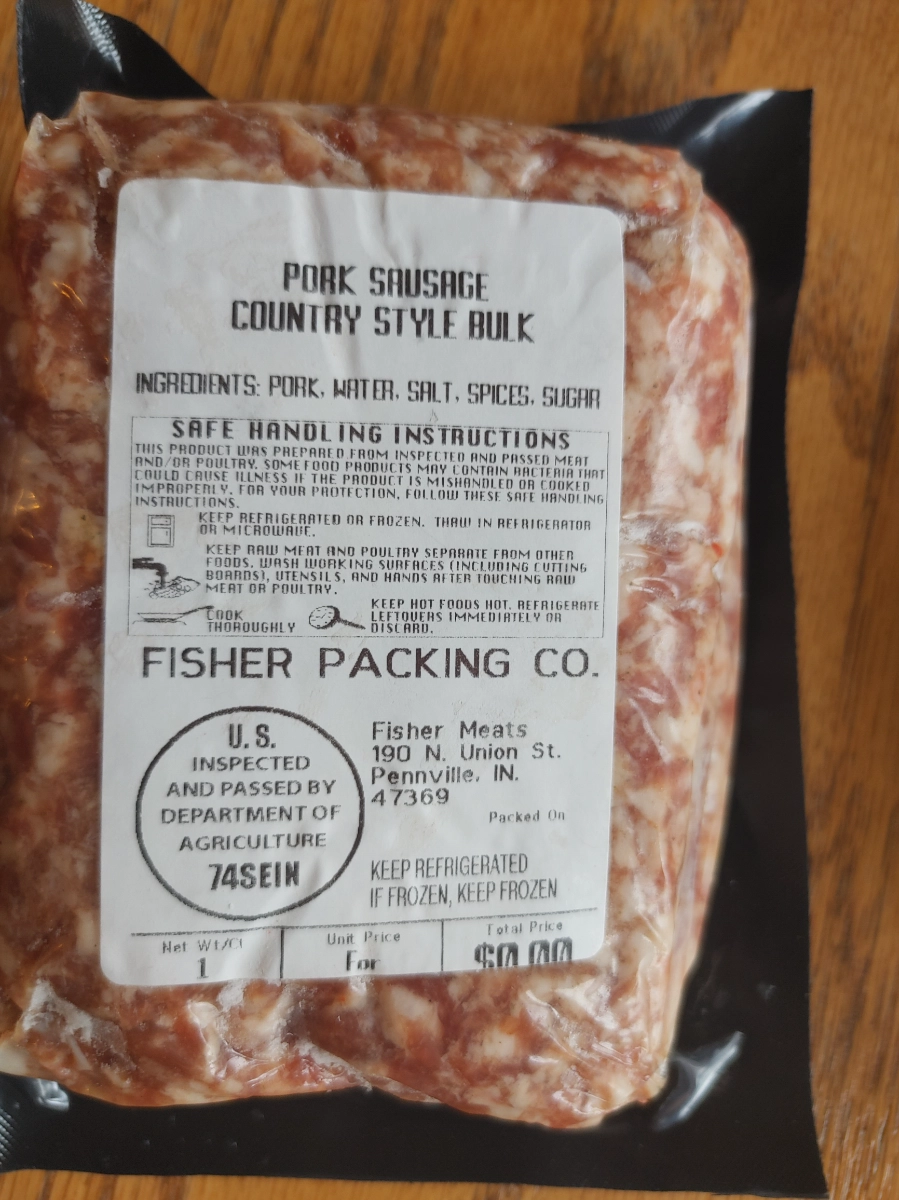 PORK SAUSAGE
COUNTRY STYLE BULK
INGREDIENTS: PORK, WATER, SALT, SPICES, SUGAR
SAFE HANDLING INSTRUCTIONS
THIS PRODUCT WAS PREPARED FROM INSPECTED AND PASSED MEAT
AND/OR POULTRY. SOME FOOD PRODUCTS MAY CONTAIN BACTERIA THAT
COULD CAUSE ILLNESS IF THE PRODUCT IS MISHANDLED OR COOKED
IMPROPERLY. FOR YOUR PROTECTION, FOLLOW THESE SAFE HANDLING
INSTRUCTIONS.
KEEP REFRIGERATED OR FROZEN. THAW IN REFRIGERATOR
OR MICROWAVE.
KEEP RAW MEAT AND POULTRY SEPARATE FROM OTHER
FOODS. WASH WORKING SURFACES (INCLUDING CUTTING
BOARDS), UTENSILS, AND HANDS AFTER TOUCHING RAW
MEAT OR POULTRY.
COOK
THOROUGHLY
KEEP HOT FOODS HOT. REFRIGERATE
LEFTOVERS IMMEDIATELY OR
DISCARD.
FISHER PACKING CO.
U.S.
INSPECTED
AND PASSED BY
DEPARTMENT OF
AGRICULTURE
74SEIN
Fisher Meats
190 N. Union St.
Pennville, IN.
47369
Packed On
KEEP REFRIGERATED
IF FROZEN, KEEP FROZEN
Net Wt/Ct
1
Unit Price
For
Total Price
$0.00